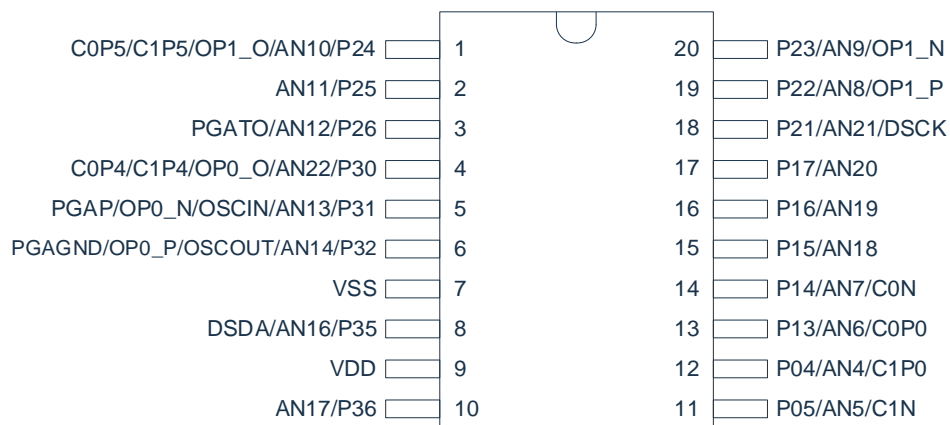 C0P5/C1P5/OP1_O/AN10/P24 1 20 P23/AN9/OP1_N
AN11/P25 2 19 P22/AN8/OP1_P
PGATO/AN12/P26 3 18 P21/AN21/DSCK
C0P4/C1P4/OP0_O/AN22/P30 4 17 P17/AN20
PGAP/OP0_N/OSCIN/AN13/P31 5 16 P16/AN19
PGAGND/OP0_P/OSCOUT/AN14/P32 6 15 P15/AN18
VSS 7 14 P14/AN7/C0N
DSDA/AN16/P35 8 13 P13/AN6/C0P0
VDD 9 12 P04/AN4/C1P0
AN17/P36 10 11 P05/AN5/C1N